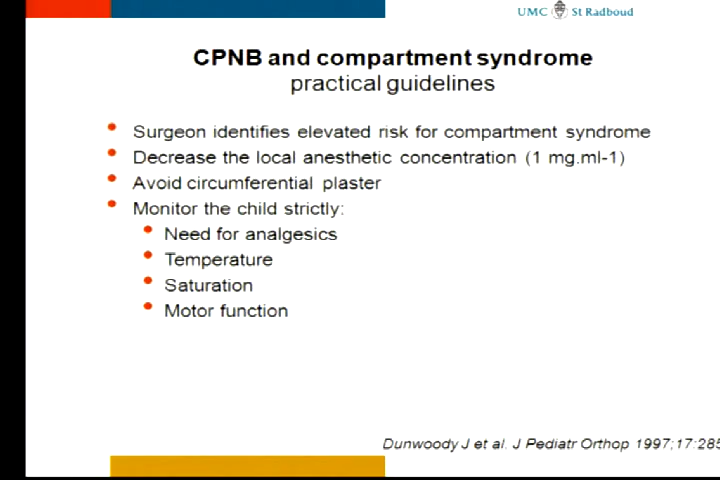 UMC St Radboud
CPNB and compartment syndrome
practical guidelines
• Surgeon identifies elevated risk for compartment syndrome
• Decrease the local anesthetic concentration (1 mg.ml-1)
• Avoid circumferential plaster
• Monitor the child strictly:
• Need for analgesics
• Temperature
• Saturation
• Motor function
Dunwoody J et al. J Pediatr Orthop 1997;17:285